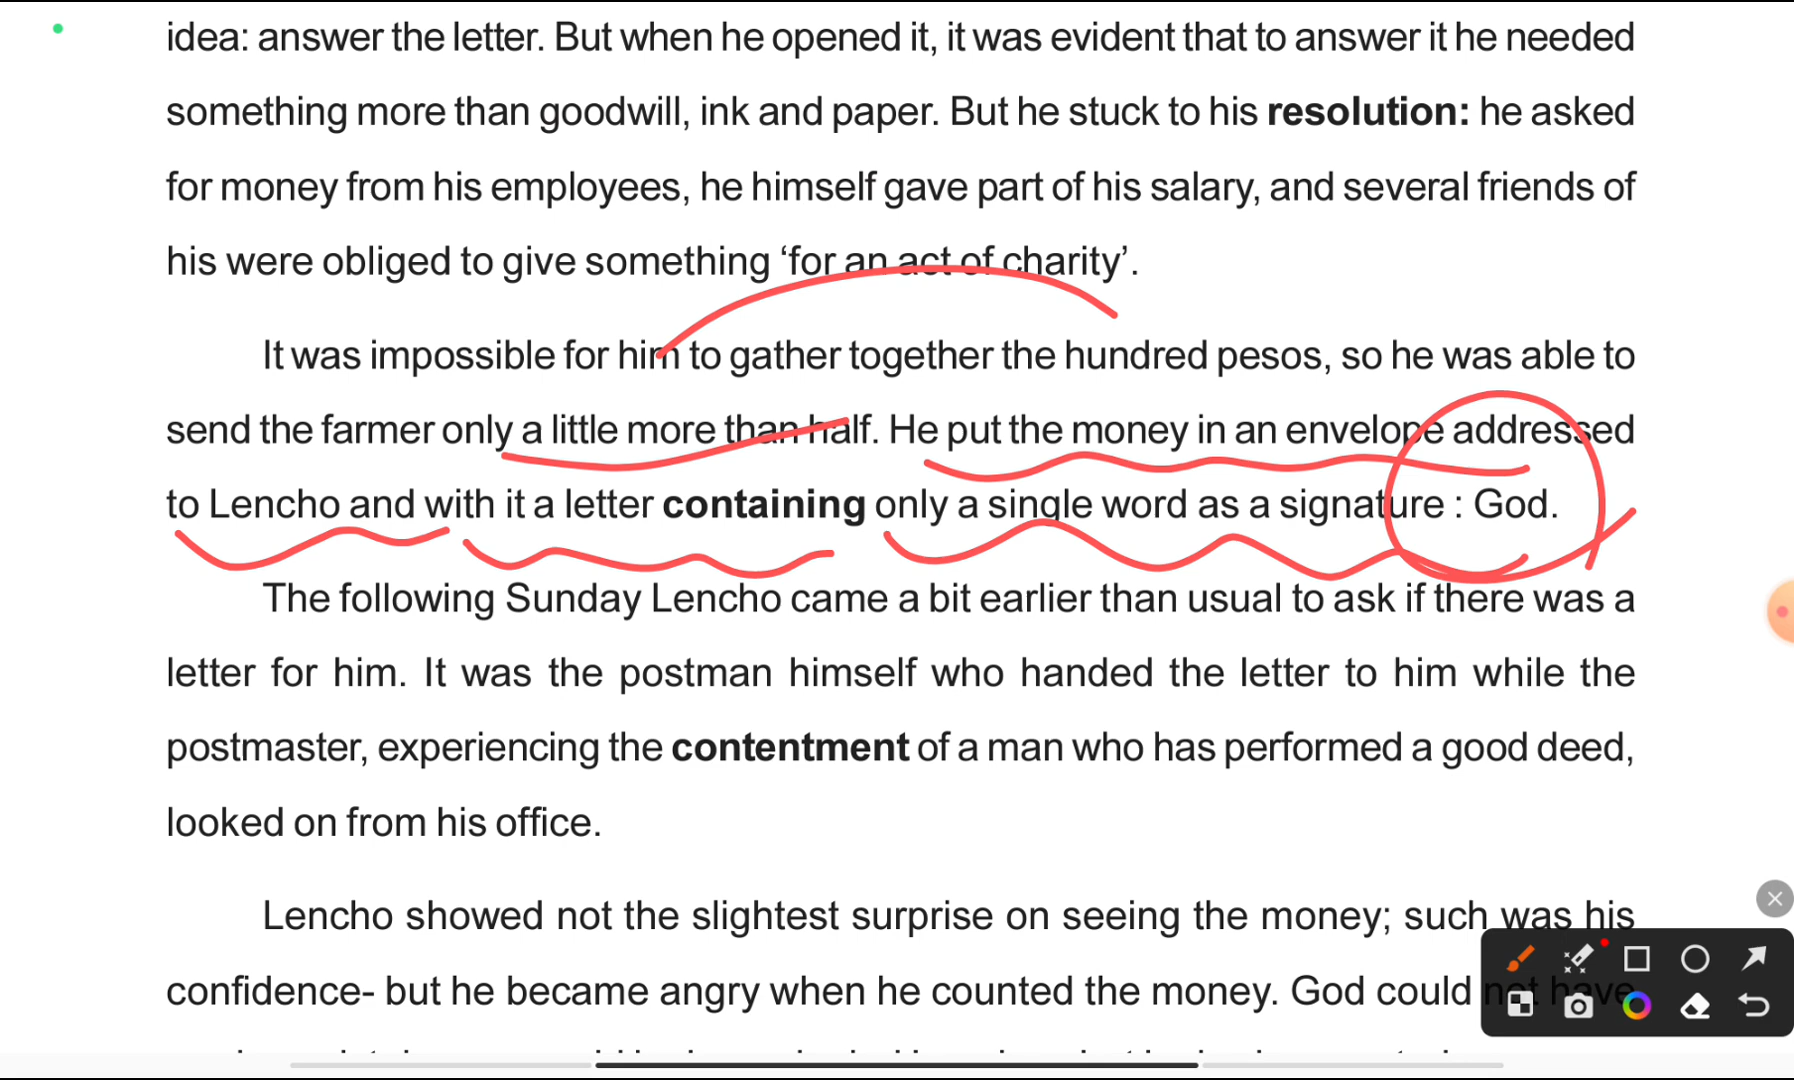 idea: answer the letter. But when he opened it, it was evident that to answer it he needed
something more than goodwill, ink and paper. But he stuck to his resolution: he asked
for money from his employees, he himself gave part of his salary, and several friends of
his were obliged to give something ‘for an act of charity’.
It was impossible for him to gather together the hundred pesos, so he was able to
send the farmer only a little more than half. He put the money in an envelope addressed
to Lencho and with it a letter containing only a single word as a signature : God.
The following Sunday Lencho came a bit earlier than usual to ask if there was a
letter for him. It was the postman himself who handed the letter to him while the
postmaster, experiencing the contentment of a man who has performed a good deed,
looked on from his office.
Lencho showed not the slightest surprise on seeing the money; such was his
confidence- but he became angry when he counted the money. God could not have